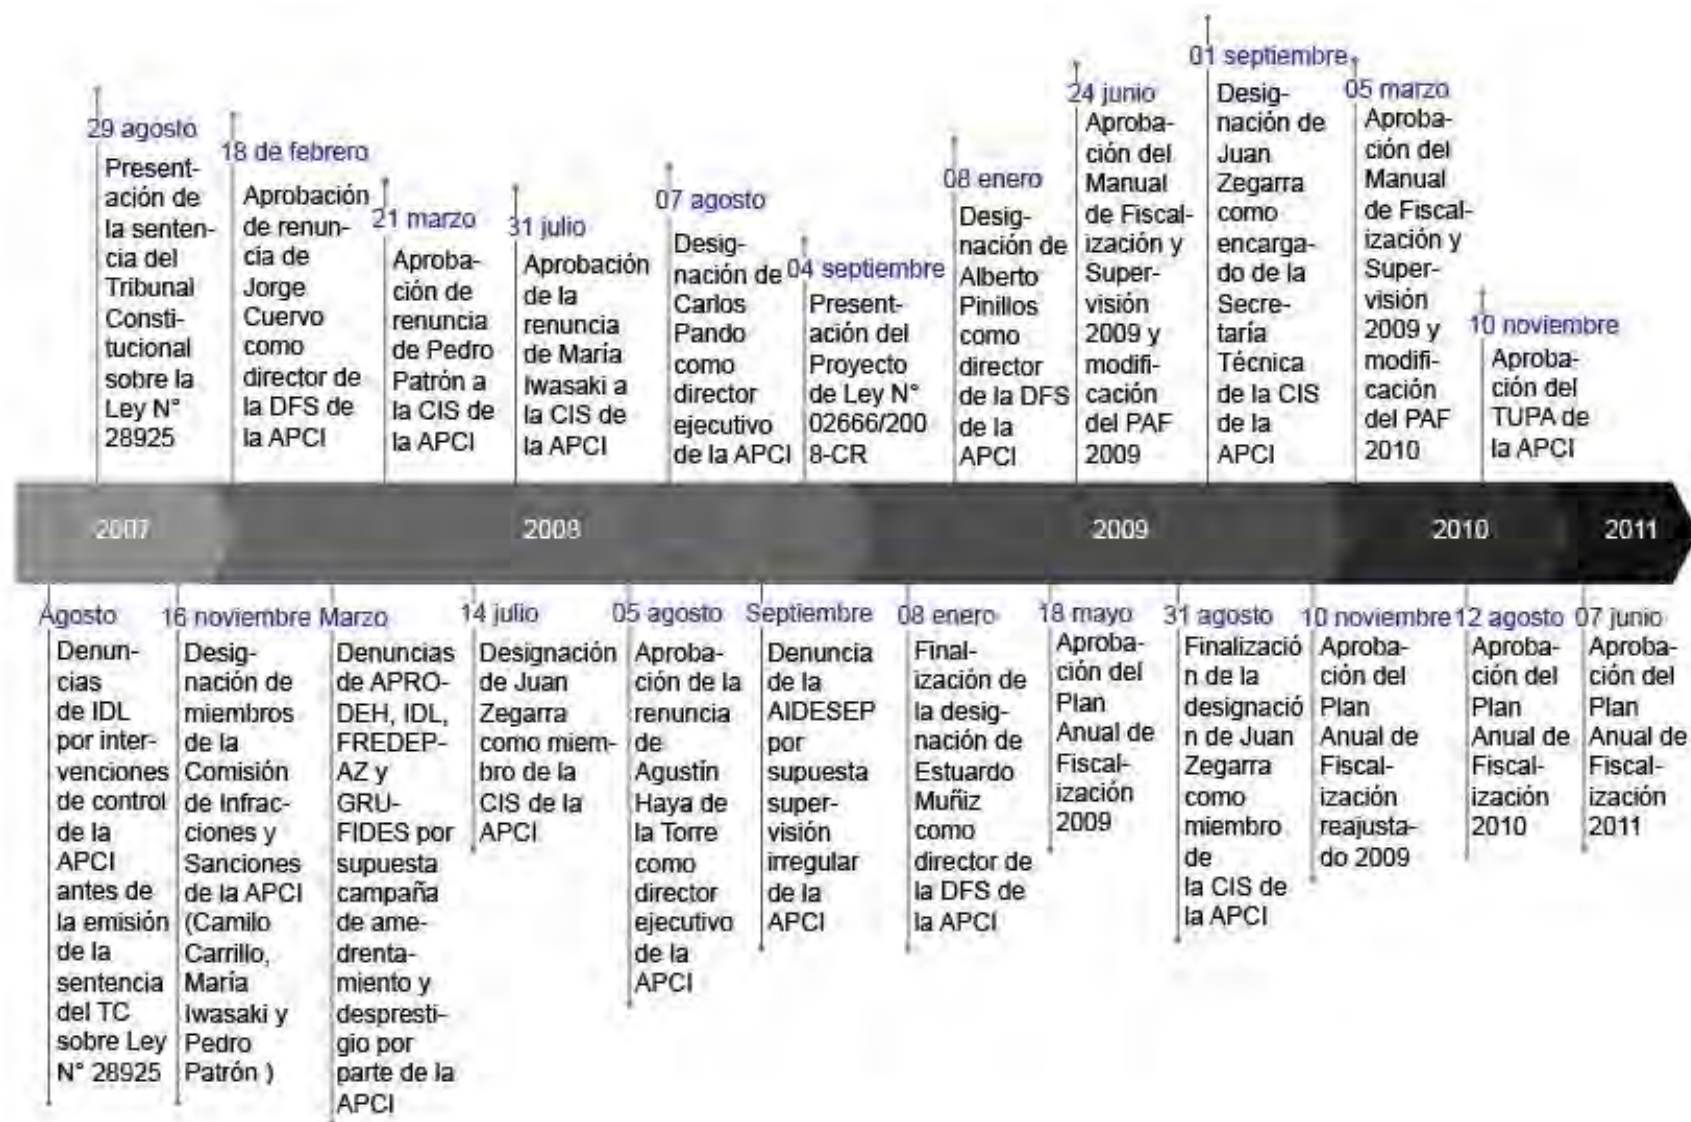 29 agosto
Present-
ación de
la senten-
cia del
Tribunal
Consti-
tucional
sobre la
Ley N°
28925
18 de febrero
Aprobación
de renun-
cia de
Jorge
Cuervo
como
director de
la DFS de
la APCI
21 marzo
Aproba-
ción de
renuncia
de Pedro
Patrón a
la CIS de
la APCI
31 julio
Aprobación
de la
renuncia
de María
Iwasaki a
la CIS de
la APCI
07 agosto
Desig-
nación de
Carlos
Pando
como
director
ejecutivo
de la APCI
04 septiembre
Present-
ación del
Proyecto
de Ley N°
02666/200
8-CR
08 enero
Desig-
nación de
Alberto
Pinillos
como
director
de la DFS
de la
APCI
24 junio
Aproba-
ción del
Manual
de Fiscal-
ización y
Super-
visión
2009 y
modifi-
cación
del PAF
2009
01 septiembre
Desig-
nación de
Juan
Zegarra
como
encarga-
do de la
Secre-
taría
Técnica
de la CIS
de la
APCI
05 marzo
Aproba-
ción del
Manual
de Fiscal-
ización y
Super-
visión
2009 y
modifi-
cación
del PAF
2010
10 noviembre
Aproba-
ción del
TUPA de
la APCI
2007
2008
2009
2010
2011
Agosto
Denun-
cias
de IDL
por inter-
venciones
de control
de la
APCI
antes de
la emisión
de la
sentencia
del TC
sobre Ley
N° 28925
16 noviembre
Desig-
nación de
miembros
de la
Comisión
de Infrac-
ciones y
Sanciones
de la APCI
(Camilo
Carrillo,
María
Iwasaki y
Pedro
Patrón )
Marzo
Denuncias
de APRO-
DEH, IDL,
FREDEP-
AZ y
GRU-
FIDES por
supuesta
campaña
de ame-
drenta-
miento y
despresti-
gio por
parte de la
APCI
14 julio
Designación
de Juan
Zegarra
como miem-
bro de la
CIS de la
APCI
05 agosto
Aproba-
ción de la
renuncia
de
Agustín
Haya de
la Torre
como
director
ejecutivo
de la
APCI
Septiembre
Denuncia
de la
AIDESEP
por
supuesta
super-
visión
irregular
de la
APCI
08 enero
Final-
ización de
la desig-
nación de
Estuardo
Muñiz
como
director de
la DFS de
la APCI
18 mayo
Aproba-
ción del
Plan
Anual de
Fiscal-
ización
2009
31 agosto
Finalizació
n de la
designació
n de Juan
Zegarra
como
miembro
de
la CIS de
la APCI
10 noviembre
Aproba-
ción del
Plan
Anual de
Fiscal-
ización
reajusta-
do 2009
12 agosto
Aproba-
ción del
Plan
Anual de
Fiscal-
ización
2010
07 junio
Aproba-
ción del
Plan
Anual de
Fiscal-
ización
2011